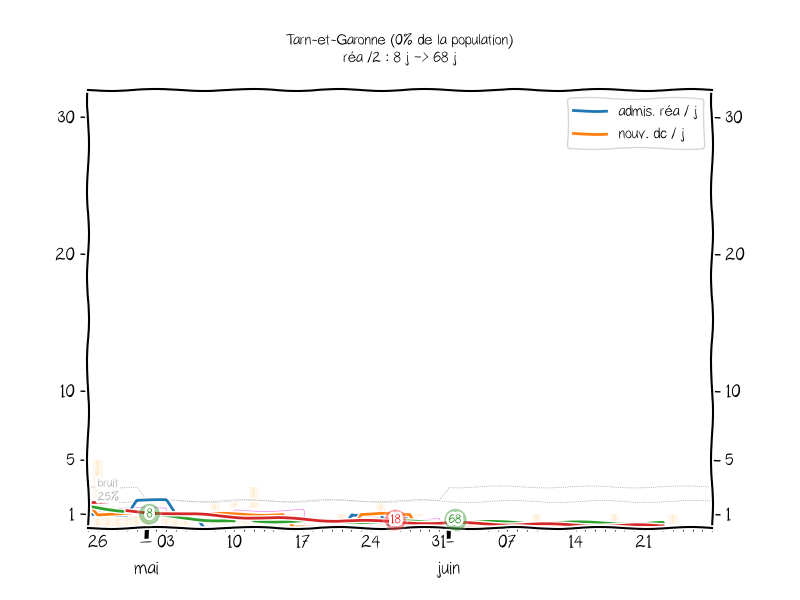 Tarn-et-Garonne (0% de la population)
réa /2 : 8 j -> 68 j
admis. réa / j
nouv. dc / j
30
30
20
20
10
10
5
5
bruit
25%
1
1
8
18
68
26 03 10 17 24 31 07 14 21
mai juin